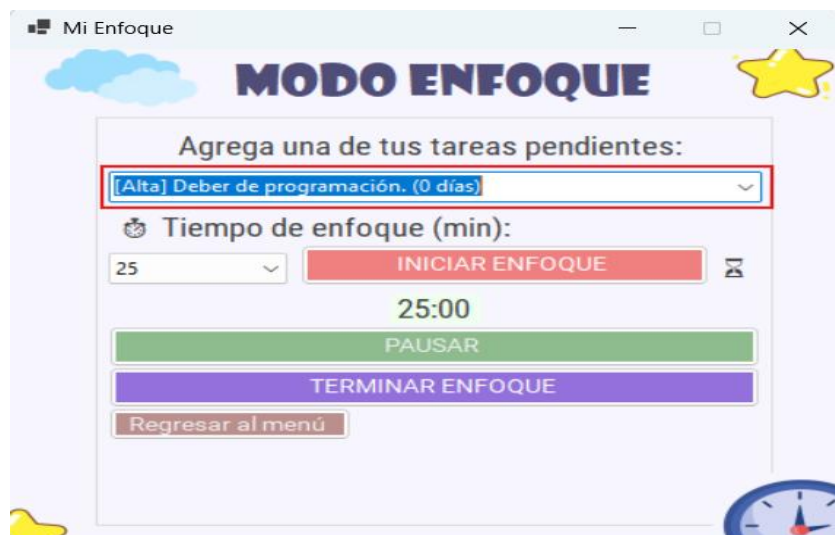 Mi Enfoque
MODO ENFOQUE
Agrega una de tus tareas pendientes:
[Alta] Deber de programación. (0 días)
Tiempo de enfoque (min):
25 INICIAR ENFOQUE
25:00
PAUSAR
TERMINAR ENFOQUE
Regresar al menú